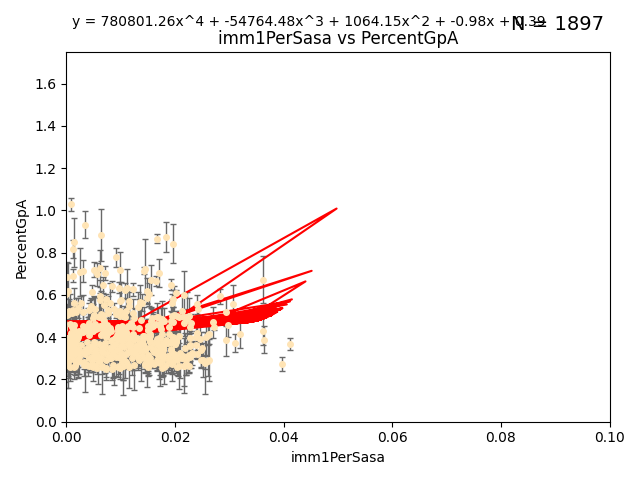 y = 780801.26x^4 + -54764.48x^3 + 1064.15x^2 + -0.98x + 0.39
N = 1897
imm1PerSasa vs PercentGpA
1.6
1.4
1.2
1.0
0.8
0.6
0.4
0.2
0.0
PercentGpA
0.00 0.02 0.04 0.06 0.08 0.10
imm1PerSasa